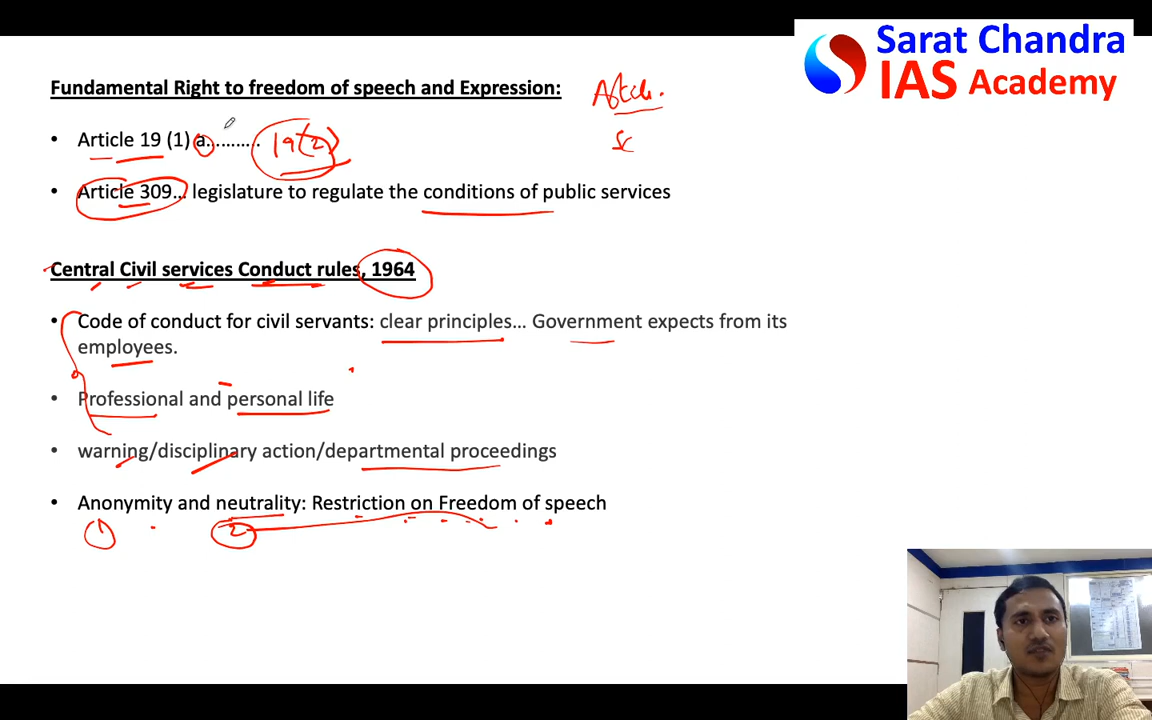 Sarat Chandra
IAS Academy
Fundamental Right to freedom of speech and Expression:
• Article 19 (1) a.......... 19(2)
• Article 309... legislature to regulate the conditions of public services
Central Civil services Conduct rules, 1964
• Code of conduct for civil servants: clear principles... Government expects from its
employees.
• Professional and personal life
• warning/disciplinary action/departmental proceedings
• Anonymity and neutrality: Restriction on Freedom of speech
1 2